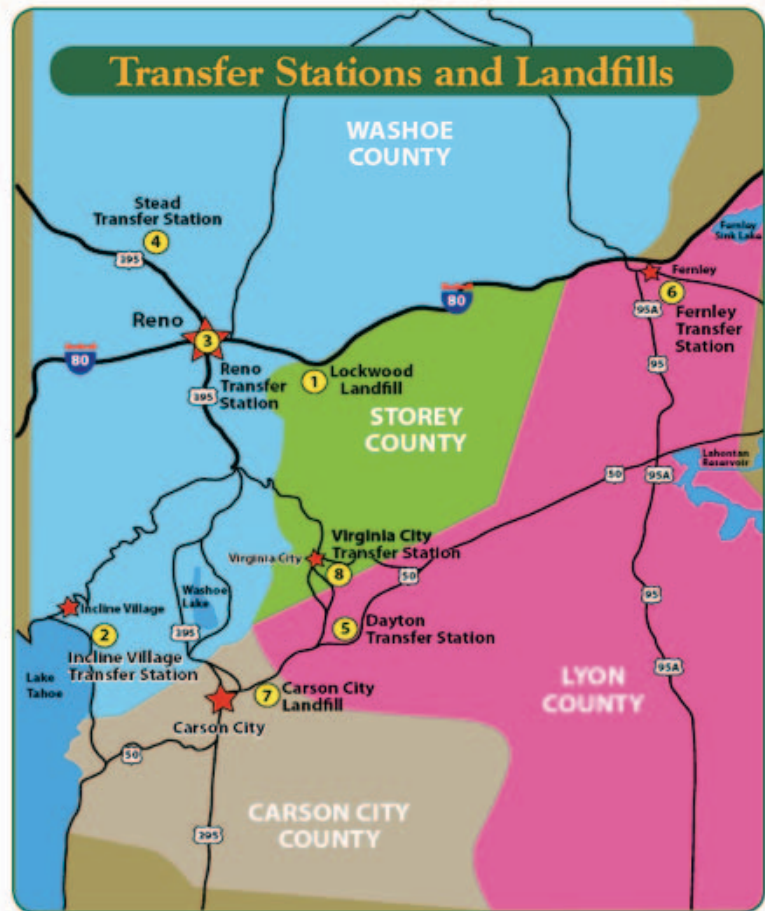 Transfer Stations and Landfills
WASHOE
COUNTY
Stead
Transfer Station
4
395
Fernley
Sink Lake
Fernley
80
6
95A
Fernley
Transfer
Station
Reno
3
80
Reno
Transfer
Station
395
1
Lockwood
Landfill
95
STOREY
COUNTY
Lahontan
Reservoir
50
95A
Virginia City
Transfer Station
Virginia City
8
50
Washoe
Lake
95
Incline Village
2
395
5
Dayton
Transfer Station
Incline Village
Transfer Station
95A
Lake
Tahoe
LYON
COUNTY
7
Carson City
Landfill
Carson City
50
CARSON CITY
COUNTY
395